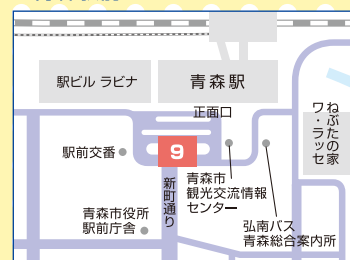 駅ビル ラビナ
青森駅
正面口
ねぶたの家
ワ・ラッセ
駅前交番
9
新町通り
青森市
観光交流情報
センター
青森市役所
駅前庁舎
弘南バス
青森総合案内所